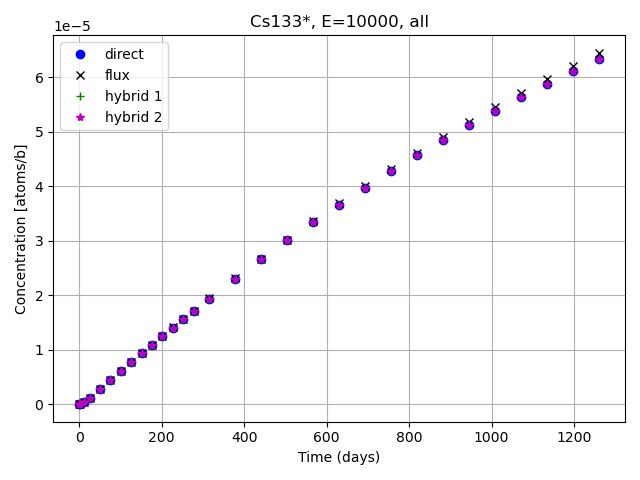 Cs133*, E=10000, all
1e−5
direct
flux
hybrid 1
hybrid 2
6
5
4
3
2
1
0
Concentration [atoms/b]
0 200 400 600 800 1000 1200
Time (days)